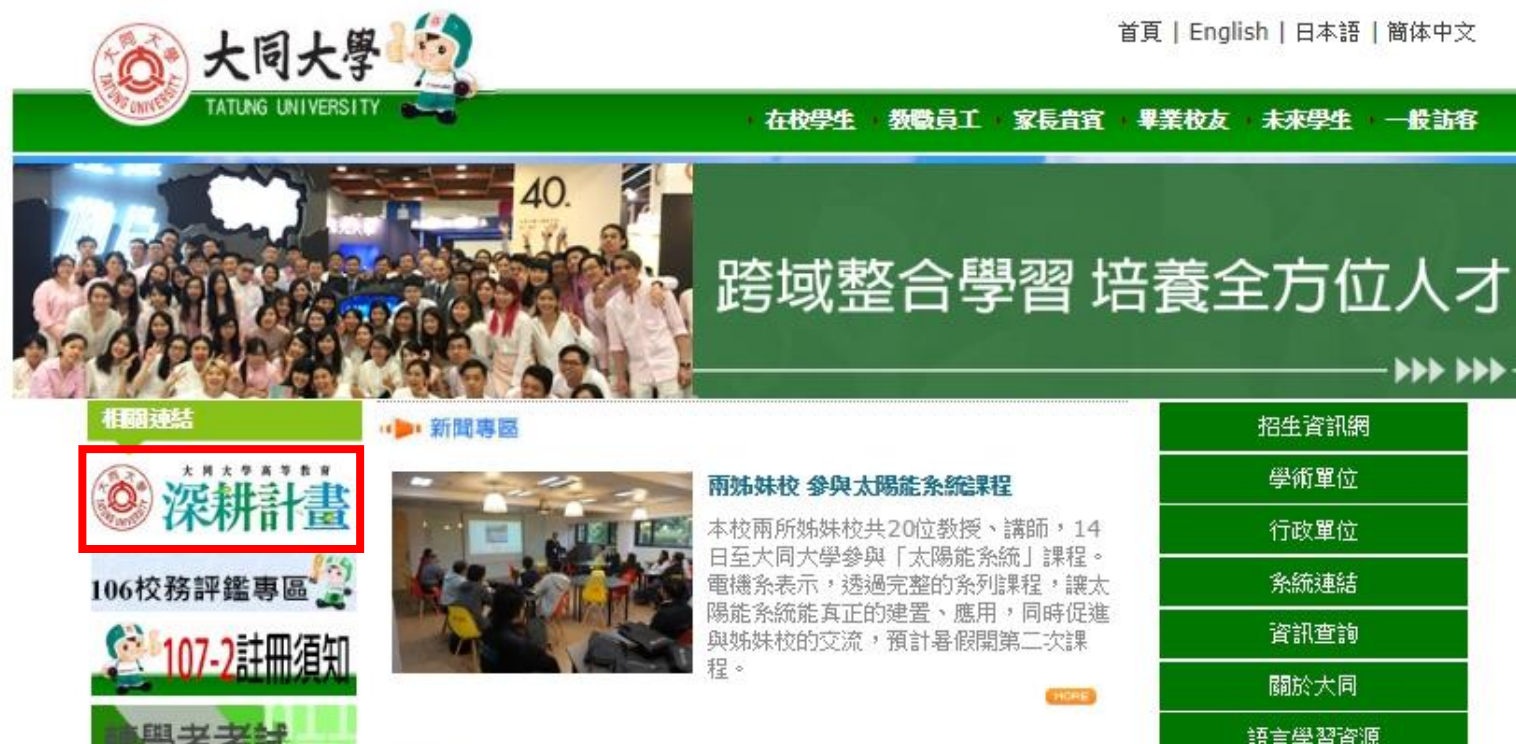 大同大學
TATUNG UNIVERSITY
首頁 | English | 日本語 | 簡体中文
在校學生 教職員工 家長貴賓 畢業校友 未來學生 一般訪客
40.
跨域整合學習 培養全方位人才
相關連結
大同大學高等教育
深耕計畫
106校務評鑑專區
107-2註冊須知
轉學考考試
新聞專區
兩姊妹校 參與太陽能系統課程
本校兩所姊妹校共20位教授、講師，14
日至大同大學參與「太陽能系統」課程。
電機系表示，透過完整的系列課程，讓太
陽能系統能真正的建置、應用，同時促進
與姊妹校的交流，預計暑假開第二次課
程。
MORE
招生資訊網
學術單位
行政單位
系統連結
資訊查詢
關於大同
語言學習資源